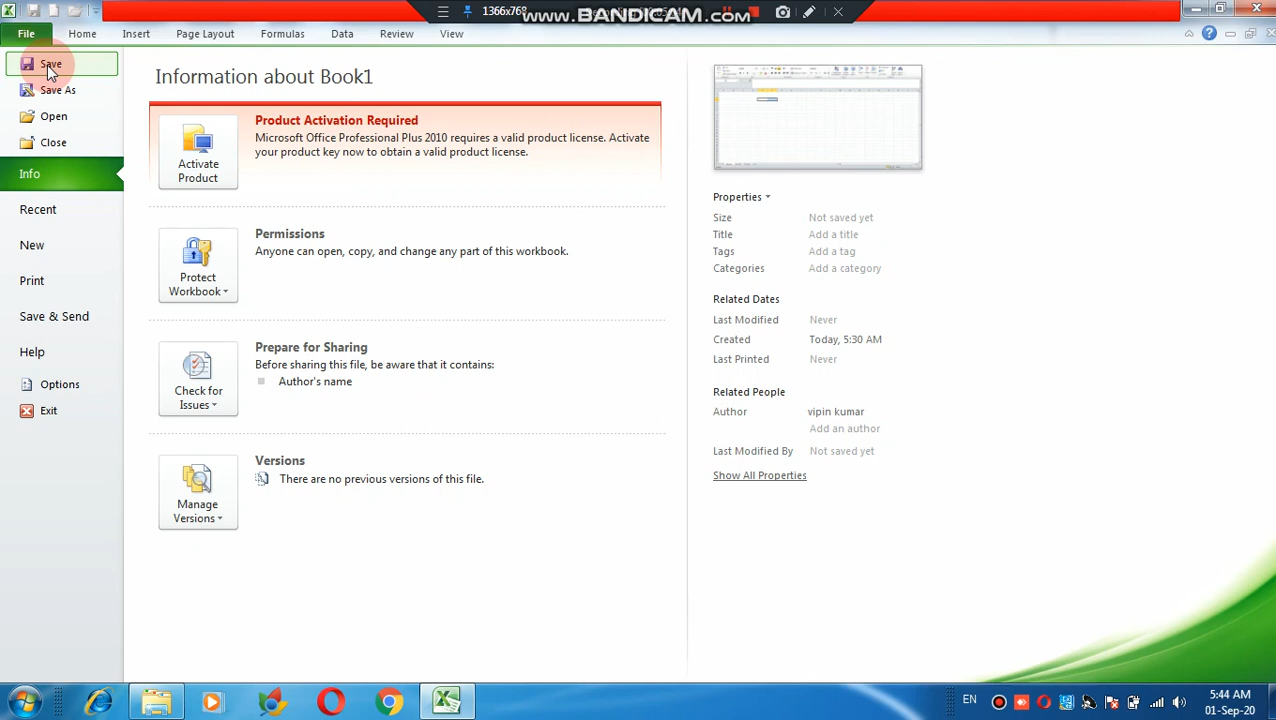 1366x768
www.BANDICAM.com
File Home Insert Page Layout Formulas Data Review View
Save
Save As
Open
Close
Info
Recent
New
Print
Save & Send
Help
Options
Exit
Information about Book1
Activate Product
Product Activation Required
Microsoft Office Professional Plus 2010 requires a valid product license. Activate
your product key now to obtain a valid product license.
Protect Workbook
Permissions
Anyone can open, copy, and change any part of this workbook.
Check for Issues
Prepare for Sharing
Before sharing this file, be aware that it contains:
Author's name
Manage Versions
Versions
There are no previous versions of this file.
Properties
Size Not saved yet
Title Add a title
Tags Add a tag
Categories Add a category
Related Dates
Last Modified Never
Created Today, 5:30 AM
Last Printed Never
Related People
Author vipin kumar
Add an author
Last Modified By Not saved yet
Show All Properties
EN
5:44 AM
01-Sep-20